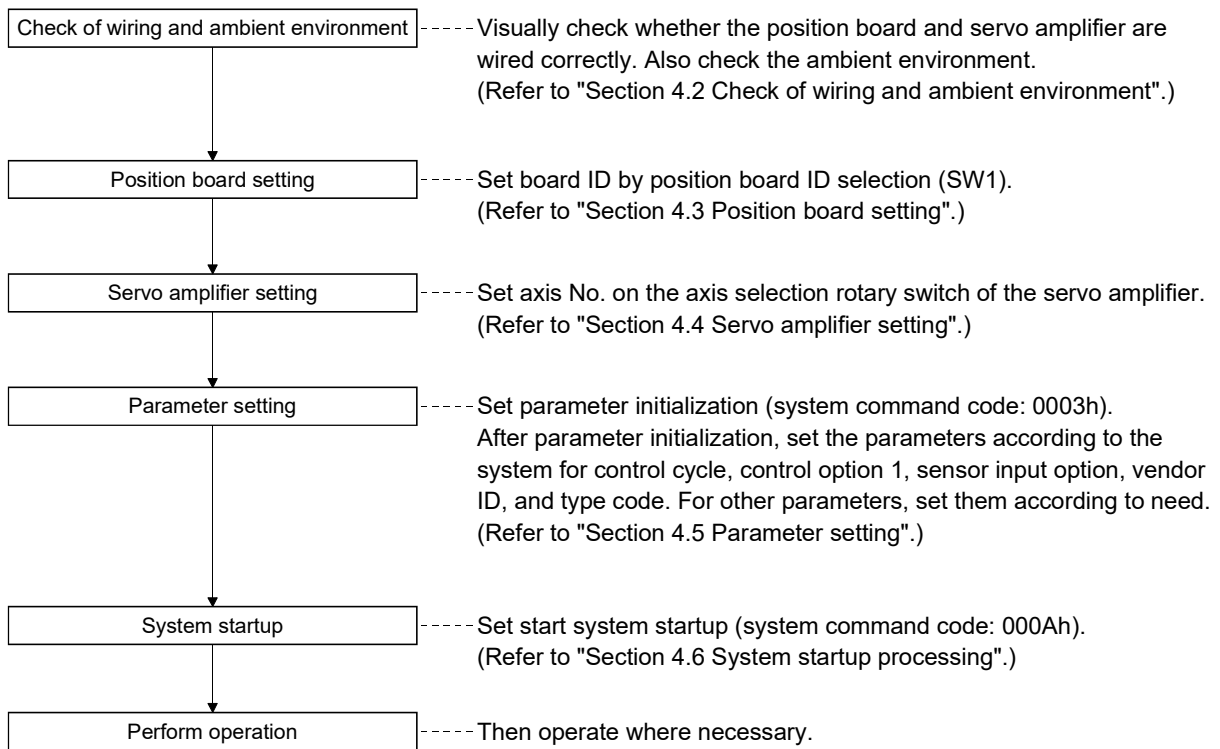 Check of wiring and ambient environment
Visually check whether the position board and servo amplifier are
wired correctly. Also check the ambient environment.
(Refer to "Section 4.2 Check of wiring and ambient environment".)
Position board setting
Set board ID by position board ID selection (SW1).
(Refer to "Section 4.3 Position board setting".)
Servo amplifier setting
Set axis No. on the axis selection rotary switch of the servo amplifier.
(Refer to "Section 4.4 Servo amplifier setting".)
Parameter setting
Set parameter initialization (system command code: 0003h).
After parameter initialization, set the parameters according to the
system for control cycle, control option 1, sensor input option, vendor
ID, and type code. For other parameters, set them according to need.
(Refer to "Section 4.5 Parameter setting".)
System startup
Set start system startup (system command code: 000Ah).
(Refer to "Section 4.6 System startup processing".)
Perform operation
Then operate where necessary.